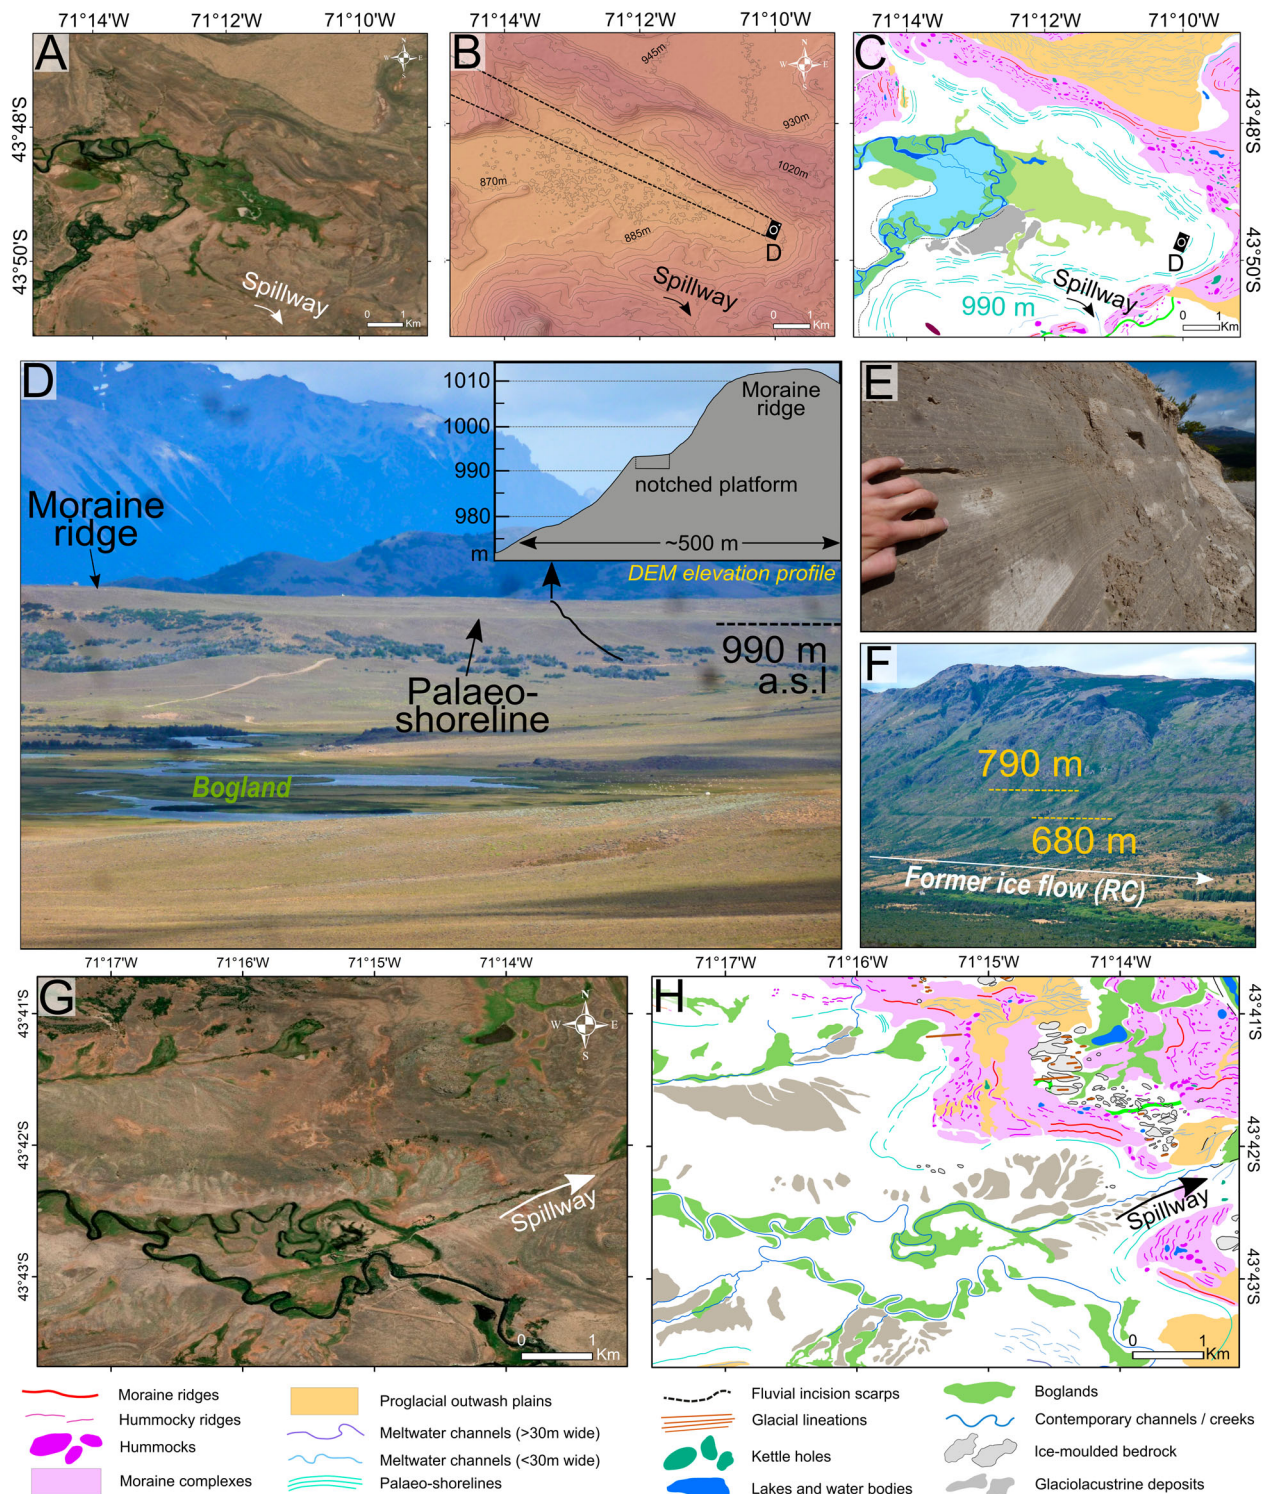 71°14'W 71°12'W 71°10'W
71°14'W 71°12'W 71°10'W
71°14'W 71°12'W 71°10'W
43°48'S
43°50'S
A
N
W E
S
Spillway
0 1
Km
B
945m
N
W E
S
930m
1020m
870m
885m
D
Spillway
0 1
Km
C
D
Spillway
990 m
0 1
Km
43°48'S
43°50'S
D
Moraine
ridge
1010
1000
990
980
m
Moraine
ridge
notched platform
~500 m
DEM elevation profile
990 m
a.s.l
Palaeo-
shoreline
Bogland
E
F
790 m
680 m
Former ice flow (RC)
71°17'W 71°16'W 71°15'W 71°14'W
71°17'W 71°16'W 71°15'W 71°14'W
43°41'S
43°42'S
43°43'S
G
N
W E
S
Spillway
0 1
Km
H
Spillway
0 1
Km
43°41'S
43°42'S
43°43'S
Moraine ridges
Hummocky ridges
Hummocks
Moraine complexes
Proglacial outwash plains
Meltwater channels (>30m wide)
Meltwater channels (<30m wide)
Palaeo-shorelines
Fluvial incision scarps
Glacial lineations
Kettle holes
Lakes and water bodies
Boglands
Contemporary channels / creeks
Ice-moulded bedrock
Glaciolacustrine deposits